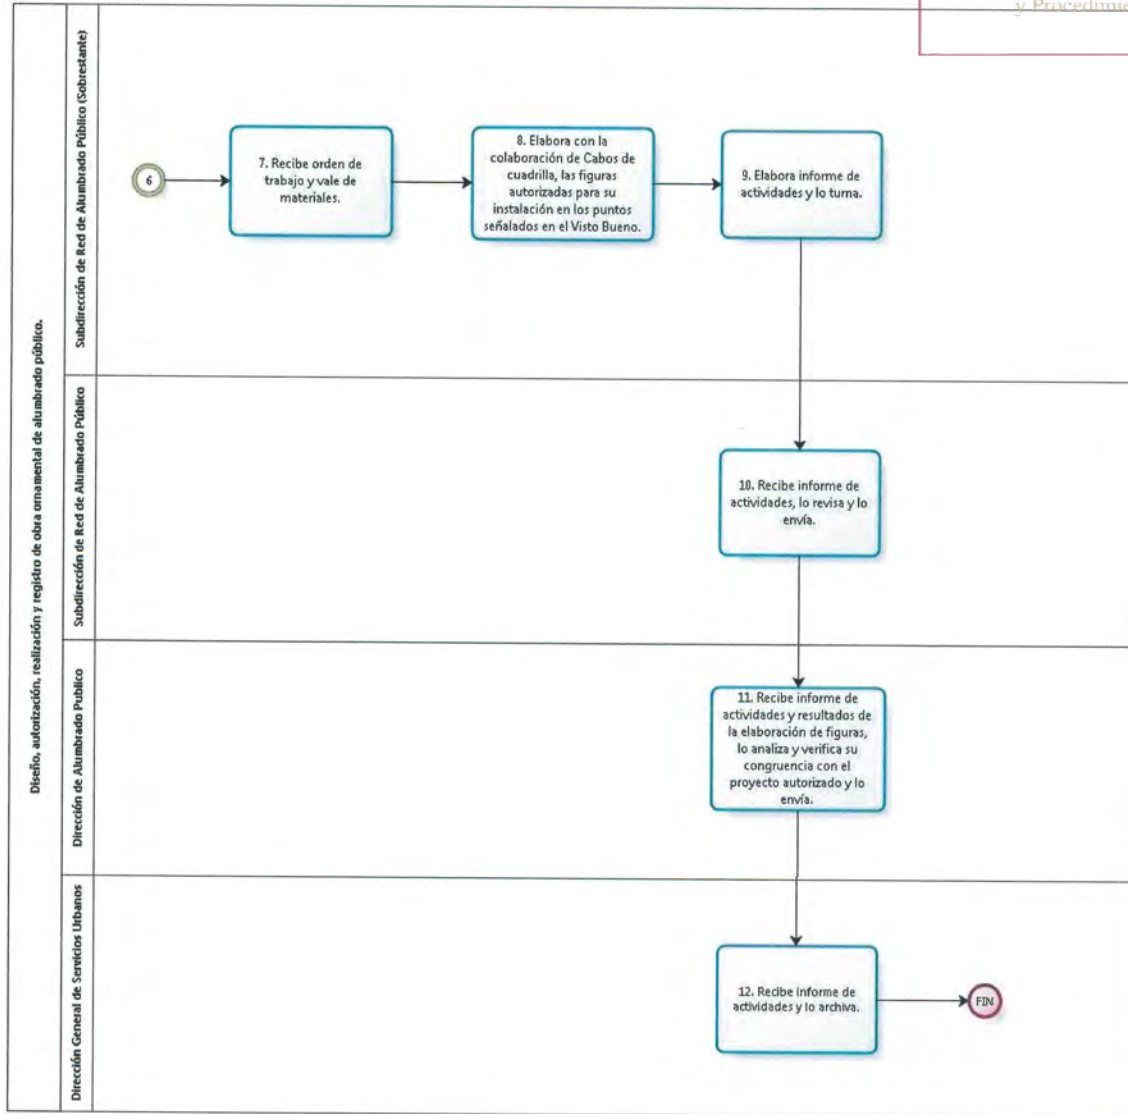 y Procedimie
Diseño, autorización, realización y registro de obra ornamental de alumbrado público.
Subdirección de Red de Alumbrado Público (Sobrestante)
6
7. Recibe orden de
trabajo y vale de
materiales.
8. Elabora con la
colaboración de Cabos de
cuadrilla, las figuras
autorizadas para su
instalación en los puntos
señalados en el Visto Bueno.
9. Elabora informe de
actividades y lo turna.
Subdirección de Red de Alumbrado Público
10. Recibe informe de
actividades, lo revisa y lo
envía.
Dirección de Alumbrado Publico
11. Recibe informe de
actividades y resultados de
la elaboración de figuras,
lo analiza y verifica su
congruencia con el
proyecto autorizado y lo
envía.
Dirección General de Servicios Urbanos
12. Recibe informe de
actividades y lo archiva.
FIN